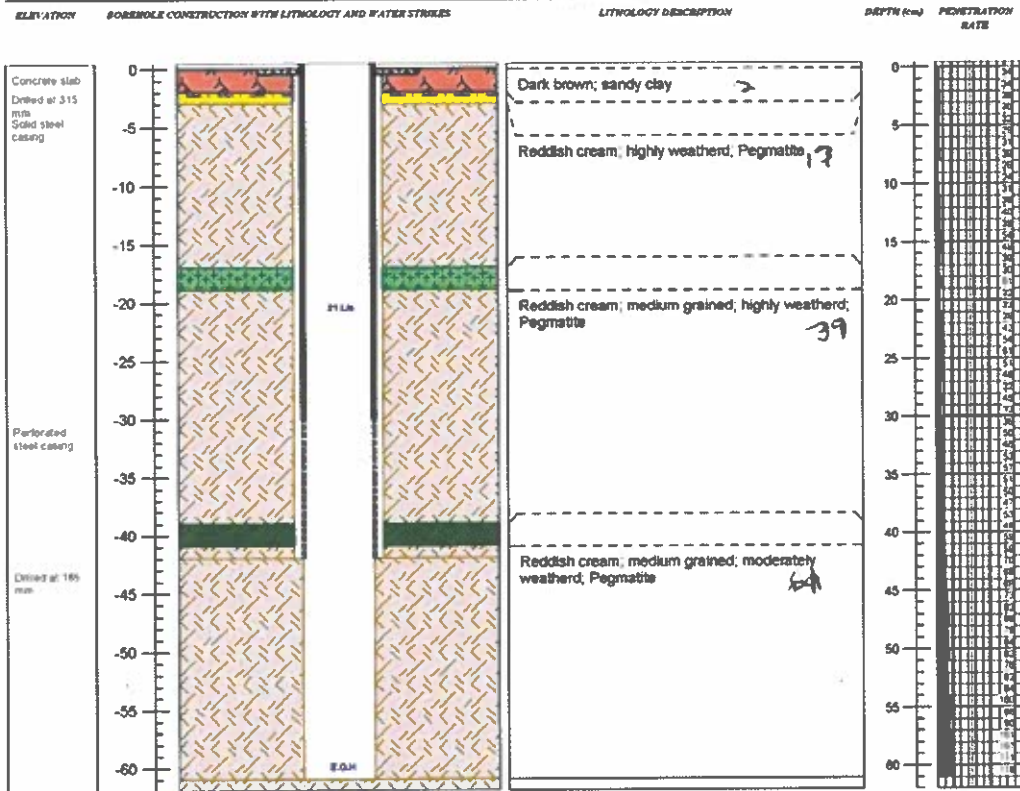 ELEVATION
BOREHOLE CONSTRUCTION WITH LITHOLOGY AND WATER STRIKES
LITHOLOGY DESCRIPTION
DEPTH (cm)
PENETRATION
RATE
Concrete slab
Drilled at 315
mm
Solid steel
casing
Perforated
steel casing
Drilled at 165
mm
0
-5
-10
-15
-20
-25
-30
-35
-40
-45
-50
-55
-60
E.O.H
Dark brown; sandy clay
2
Reddish cream; highly weatherd; Pegmatite
17
Reddish cream; medium grained; highly weatherd;
Pegmatite
39
Reddish cream; medium grained; moderately
weatherd; Pegmatite
0
5
10
15
20
25
30
35
40
45
50
55
60